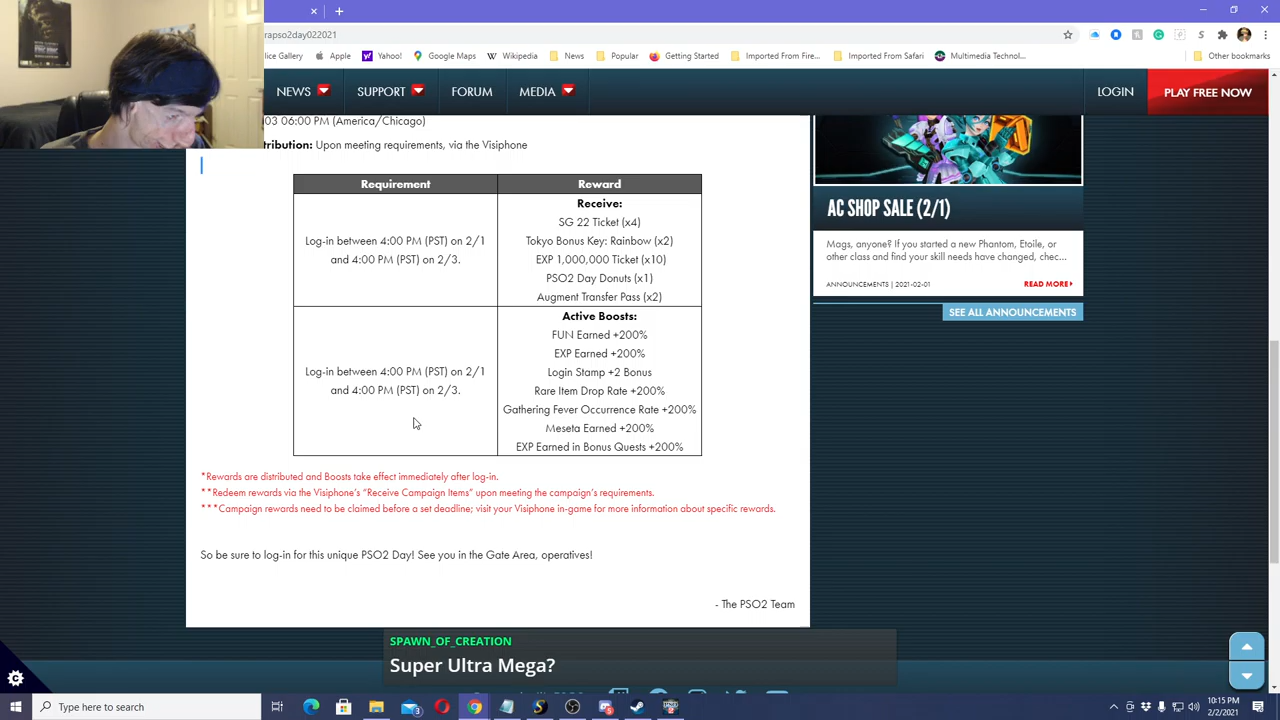 rapso2day022021
lice Gallery Apple Yahoo! Google Maps Wikipedia News Popular Getting Started Imported From Fire... Imported From Safari Multimedia Technol... Other bookmarks
NEWS SUPPORT FORUM MEDIA LOGIN PLAY FREE NOW
03 06:00 PM (America/Chicago)
tribution: Upon meeting requirements, via the Visiphone
Requirement Reward
Log-in between 4:00 PM (PST) on 2/1
and 4:00 PM (PST) on 2/3.
Receive:
SG 22 Ticket (x4)
Tokyo Bonus Key: Rainbow (x2)
EXP 1,000,000 Ticket (x10)
PSO2 Day Donuts (x1)
Augment Transfer Pass (x2)
Log-in between 4:00 PM (PST) on 2/1
and 4:00 PM (PST) on 2/3.
Active Boosts:
FUN Earned +200%
EXP Earned +200%
Login Stamp +2 Bonus
Rare Item Drop Rate +200%
Gathering Fever Occurrence Rate +200%
Meseta Earned +200%
EXP Earned in Bonus Quests +200%
*Rewards are distributed and Boosts take effect immediately after log-in.
**Redeem rewards via the Visiphone's "Receive Campaign Items" upon meeting the campaign's requirements.
***Campaign rewards need to be claimed before a set deadline; visit your Visiphone in-game for more information about specific rewards.
So be sure to log-in for this unique PSO2 Day! See you in the Gate Area, operatives!
- The PSO2 Team
AC SHOP SALE (2/1)
Mags, anyone? If you started a new Phantom, Etoile, or
other class and find your skill needs have changed, chec...
ANNOUNCEMENTS | 2021-02-01 READ MORE
SEE ALL ANNOUNCEMENTS
SPAWN_OF_CREATION
Super Ultra Mega?
Type here to search
10:15 PM
2/2/2021